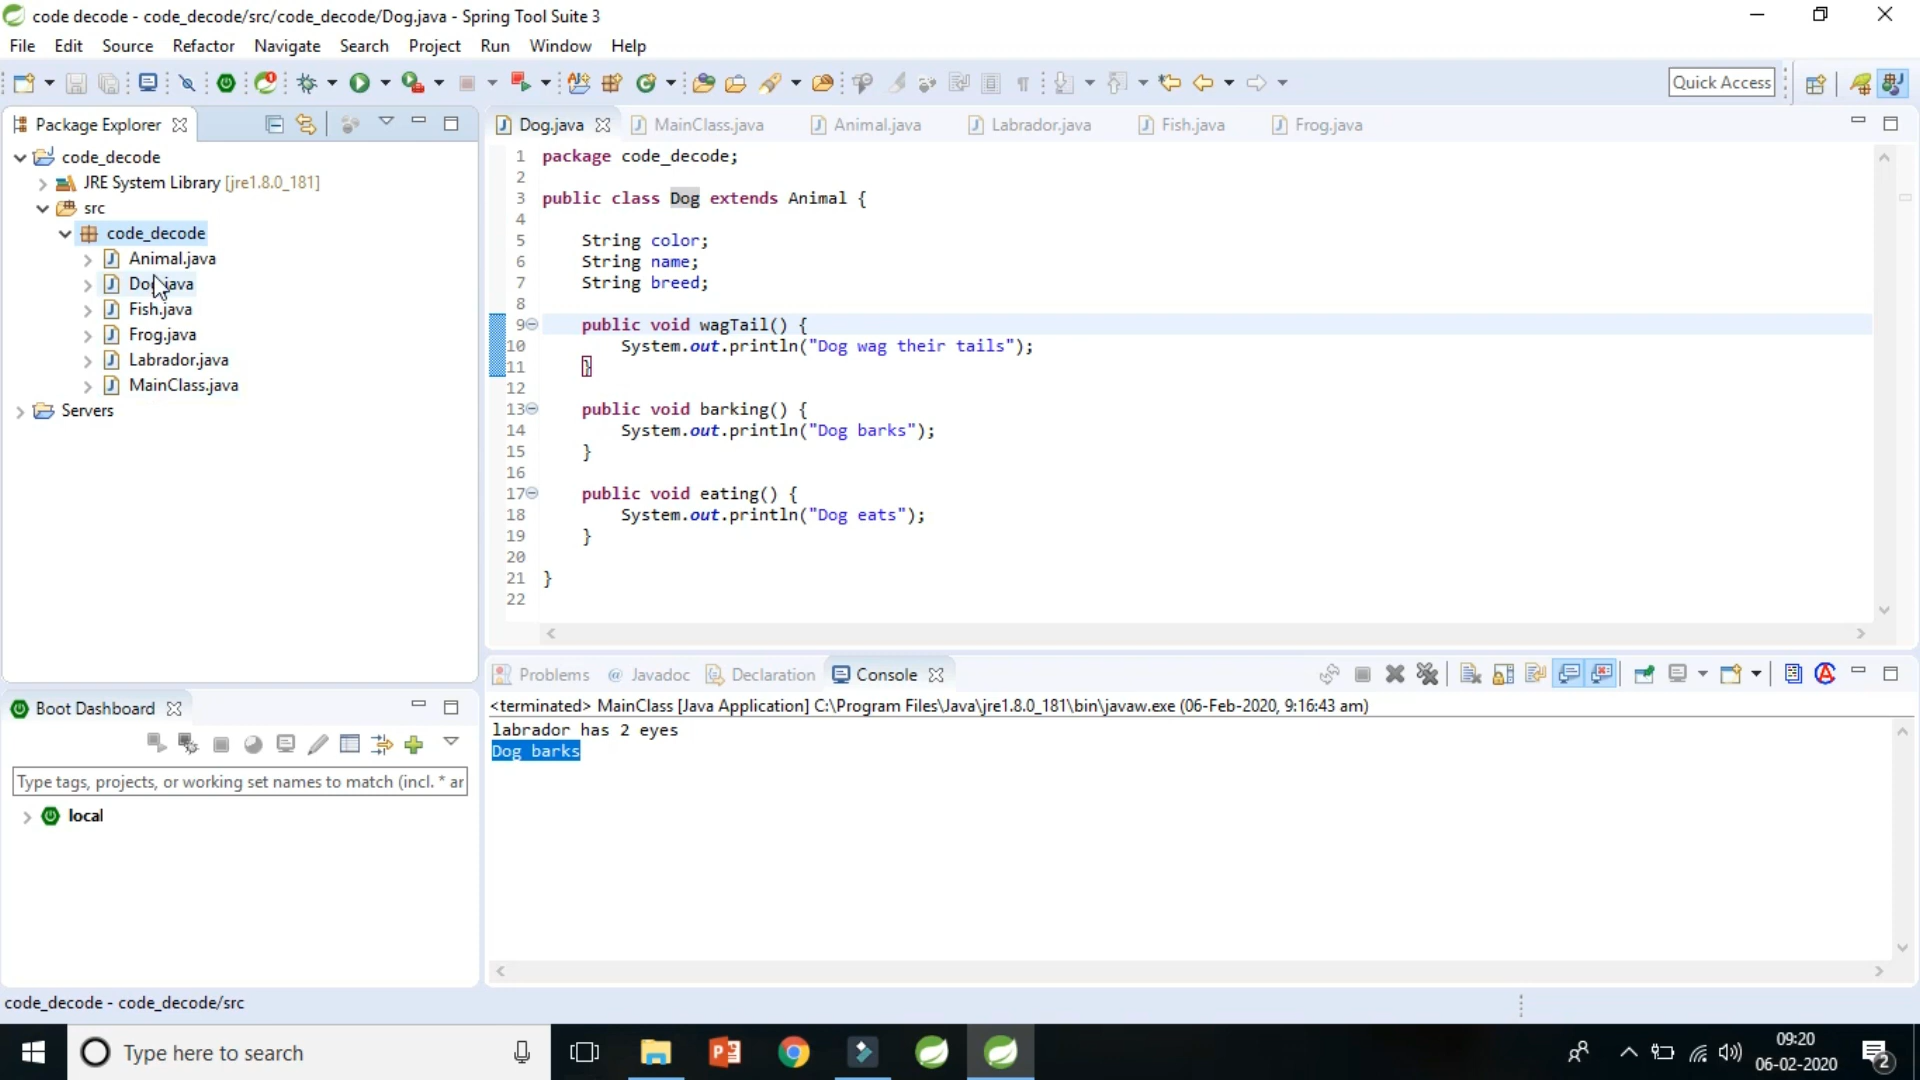 code decode - code_decode/src/code_decode/Dog.java - Spring Tool Suite 3
File Edit Source Refactor Navigate Search Project Run Window Help
Quick Access
Package Explorer
code_decode
JRE System Library [jre1.8.0_181]
src
code_decode
Animal.java
Dog.java
Fish.java
Frog.java
Labrador.java
MainClass.java
Servers
Dog.java MainClass.java Animal.java Labrador.java Fish.java Frog.java
1 package code_decode;
2
3 public class Dog extends Animal {
4
5 String color;
6 String name;
7 String breed;
8
9 public void wagTail() {
10 System.out.println("Dog wag their tails");
11 }
12
13 public void barking() {
14 System.out.println("Dog barks");
15 }
16
17 public void eating() {
18 System.out.println("Dog eats");
19 }
20
21 }
22
Boot Dashboard
Type tags, projects, or working set names to match (incl. * ar
local
Problems Javadoc Declaration Console
<terminated> MainClass [Java Application] C:\Program Files\Java\jre1.8.0_181\bin\javaw.exe (06-Feb-2020, 9:16:43 am)
labrador has 2 eyes
Dog barks
code_decode - code_decode/src
Type here to search
09:20
06-02-2020
2